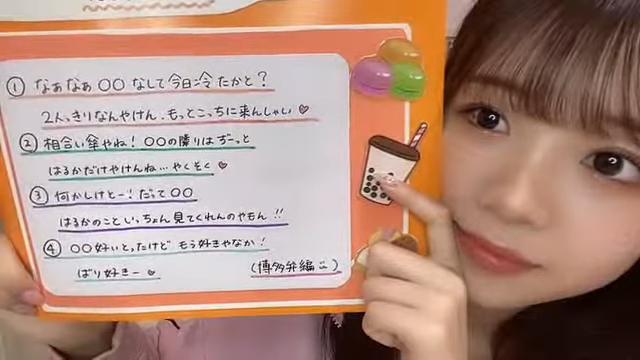 ① なぁなぁ〇〇 なして今日冷たかと?
2人っきりなんやけん、もっとこっちに来んしゃい♡
② 相合い傘やね! 〇〇の隣りはずーっと
はるかだけやけんね…やくそく♡
③ 何かしけとー! だって〇〇
はるかのこといっちょん見てくれんのやもん!!
④ 〇〇好いとったけど もう好きやなか!
ばり好きー♡
(博多弁編